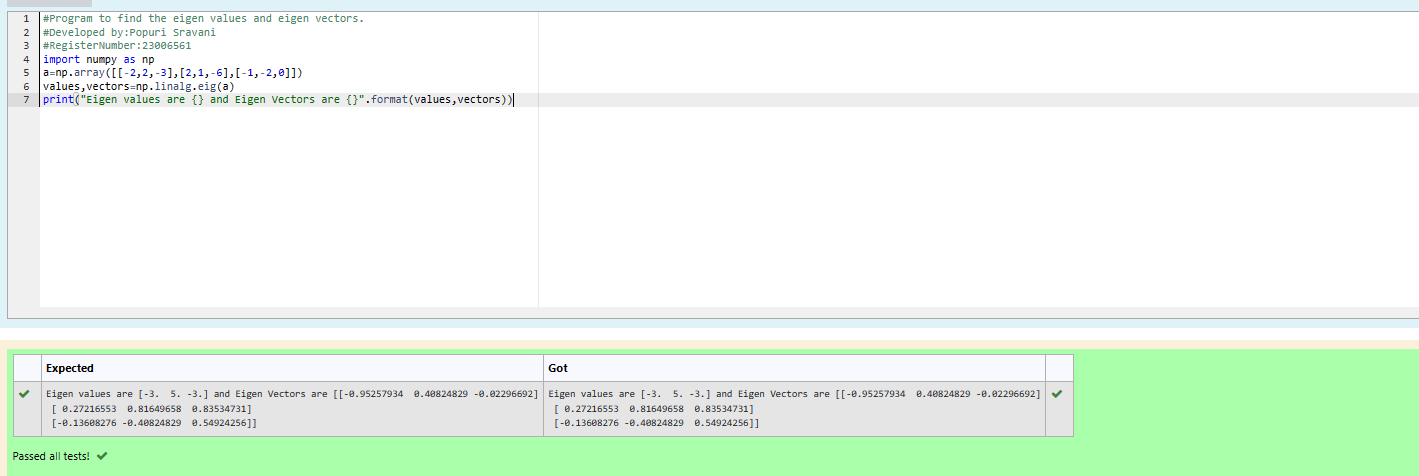 1 #Program to find the eigen values and eigen vectors.
2 #Developed by:Popuri Sravani
3 #RegisterNumber:23006561
4 import numpy as np
5 a=np.array([[-2,2,-3],[2,1,-6],[-1,-2,0]])
6 values,vectors=np.linalg.eig(a)
7 print("Eigen values are {} and Eigen Vectors are {}".format(values,vectors))
Expected Got
Eigen values are [-3.  5. -3.] and Eigen Vectors are [[-0.95257934  0.40824829 -0.02296692] Eigen values are [-3.  5. -3.] and Eigen Vectors are [[-0.95257934  0.40824829 -0.02296692]
[ 0.27216553  0.81649658  0.83534731] [ 0.27216553  0.81649658  0.83534731]
[-0.13608276 -0.40824829  0.54924256]] [-0.13608276 -0.40824829  0.54924256]]
Passed all tests!